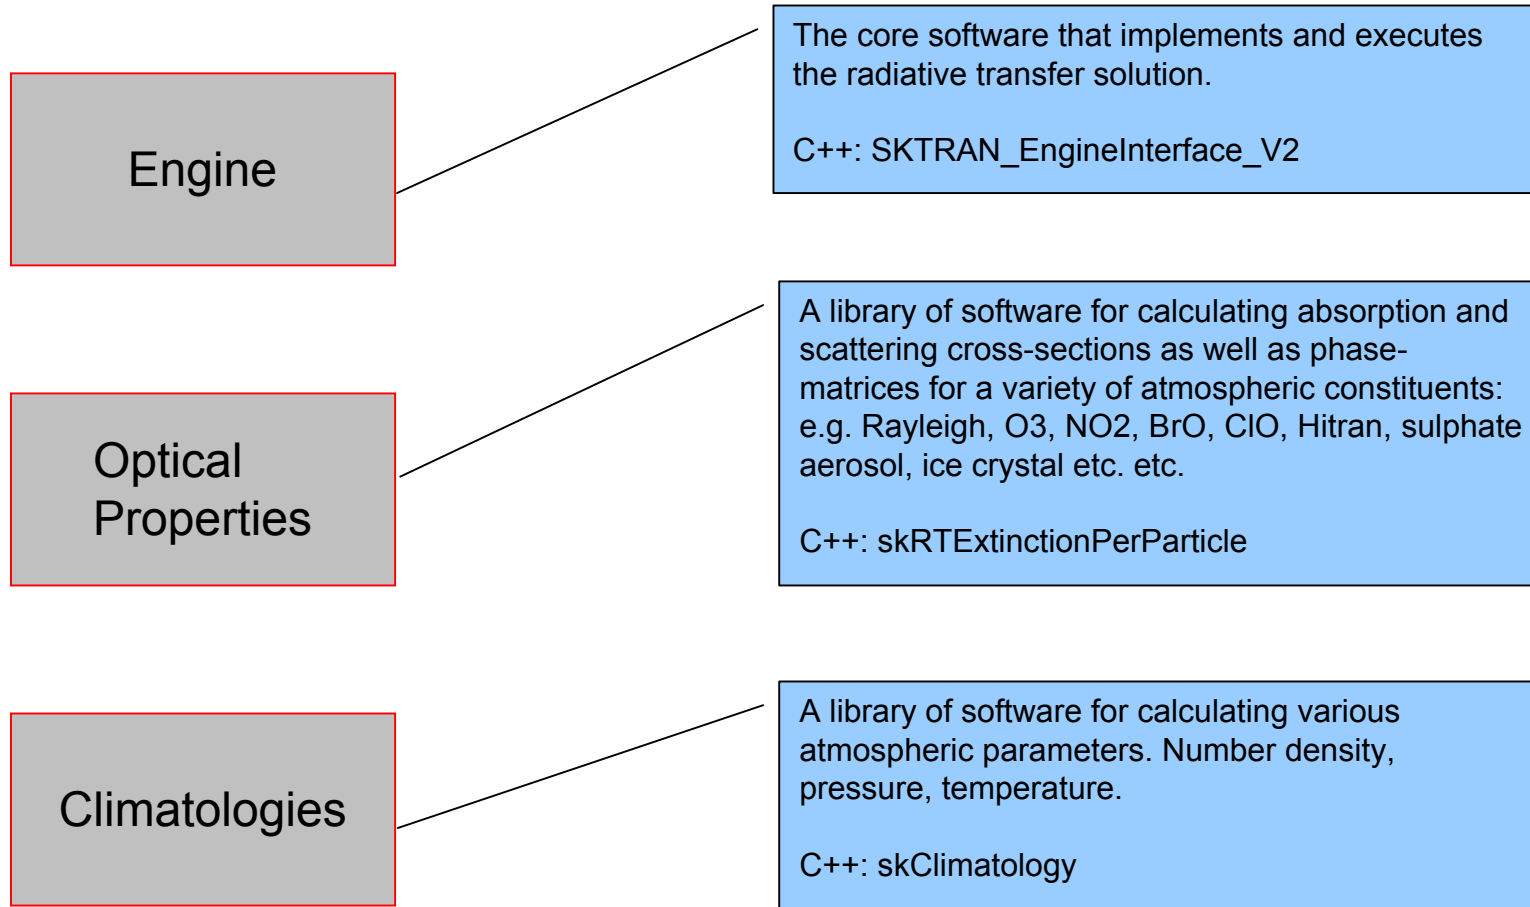 Engine
The core software that implements and executes
the radiative transfer solution.
C++: SKTRAN_EngineInterface_V2
Optical
Properties
A library of software for calculating absorption and
scattering cross-sections as well as phase-
matrices for a variety of atmospheric constituents:
e.g. Rayleigh, O3, NO2, BrO, ClO, Hitran, sulphate
aerosol, ice crystal etc. etc.
C++: skRTExtinctionPerParticle
Climatologies
A library of software for calculating various
atmospheric parameters. Number density,
pressure, temperature.
C++: skClimatology